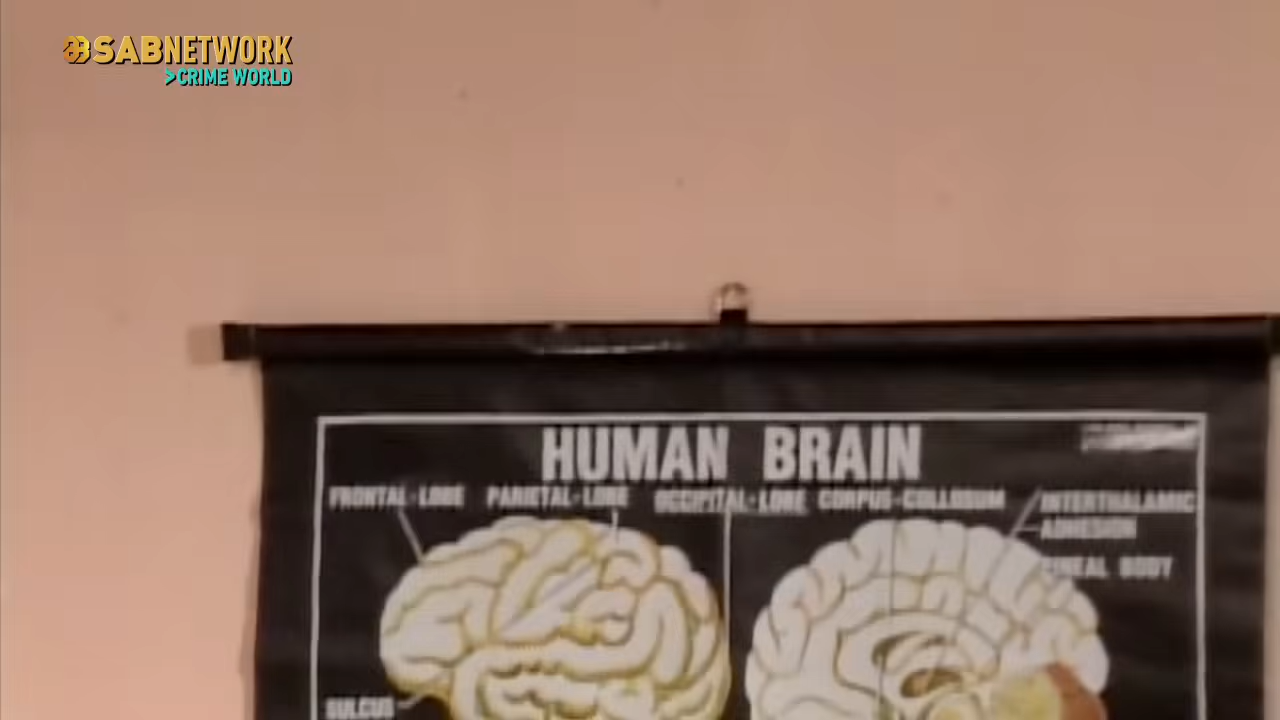 SABNETWORK
>CRIME WORLD
HUMAN BRAIN
FRONTAL-LOBE PARIETAL-LOBE OCCIPITAL-LOBE CORPUS-COLLOSUM INTERTHALAMIC
ADHESION
PINEAL BODY
SULCUS